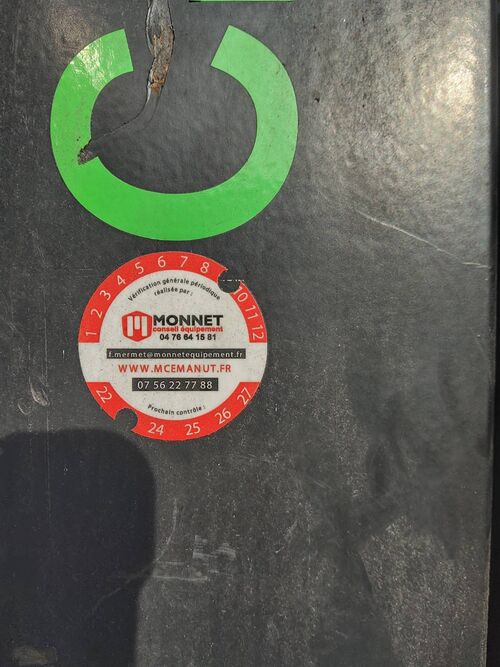 1 2 3 4 5 6 7 8 10 11 12
Vérification générale périodique
réalisée par :
MONNET
conseil équipement
04 76 64 15 81
f.mermet@monnetequipement.fr
WWW.MCEMANUT.FR
07 56 22 77 88
Prochain contrôle :
22 24 25 26 27